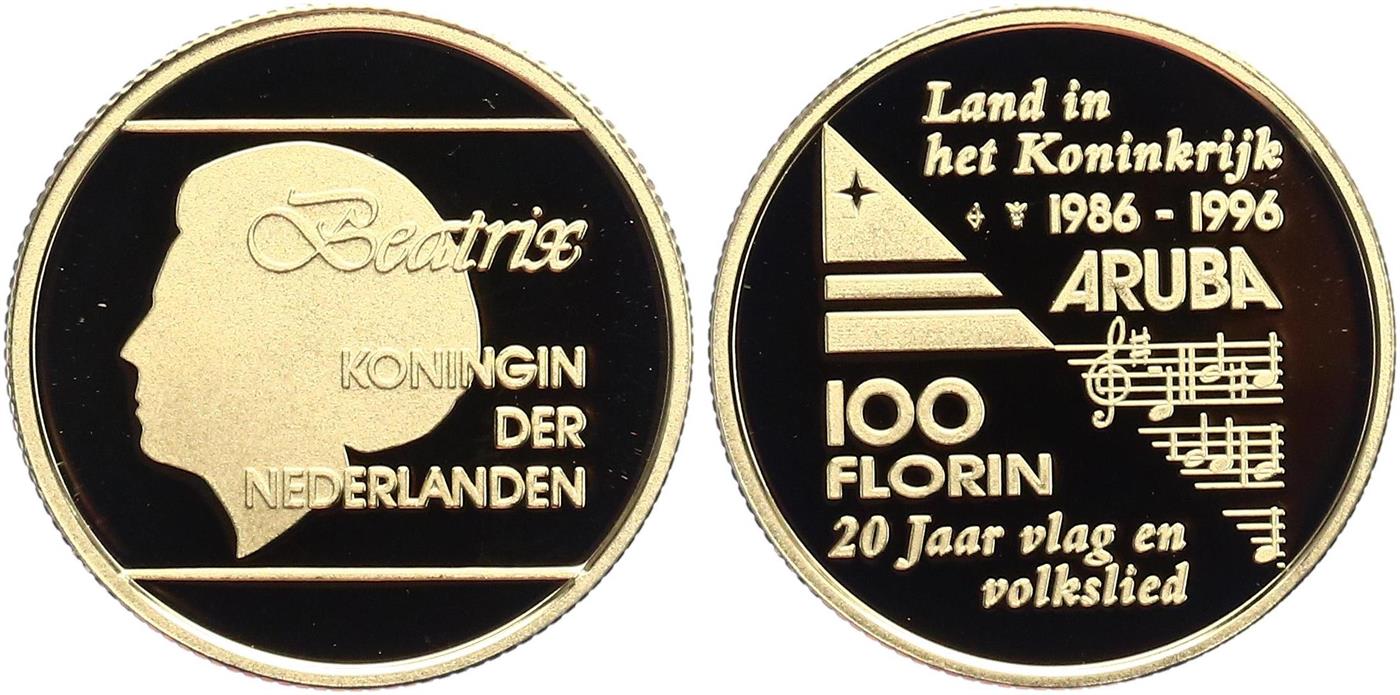 Beatrix
KONINGIN
DER
NEDERLANDEN
Land in
het Koninkrijk
1986 - 1996
ARUBA
100
FLORIN
20 Jaar vlag en
volkslied